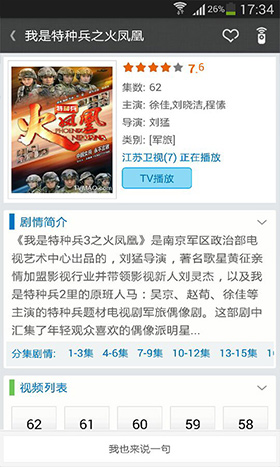 26% 17:34
我是特种兵之火凤凰
7.6
集数: 62
主演: 徐佳,刘晓洁,程愫
导演: 刘猛
类别: [军旅]
江苏卫视(7) 正在播放
TV播放
特种兵
火凤凰
PHOENIX NIRVANA
TVMAO.com
剧情简介
《我是特种兵3之火凤凰》是南京军区政治部电
视艺术中心出品的，刘猛导演，著名歌星黄征亲
情加盟影视行业并带领影视新人刘灵杰，以及我
是特种兵2里的原班人马：吴京、赵荀、徐佳等
主演的特种兵题材电视剧军旅偶像剧。这部剧中
汇集了年轻观众喜欢的偶像派明星...
分集剧情: 1-3集 4-6集 7-9集 10-12集 13-15集 1
视频列表
62 61 60 59 58
我也来说一句